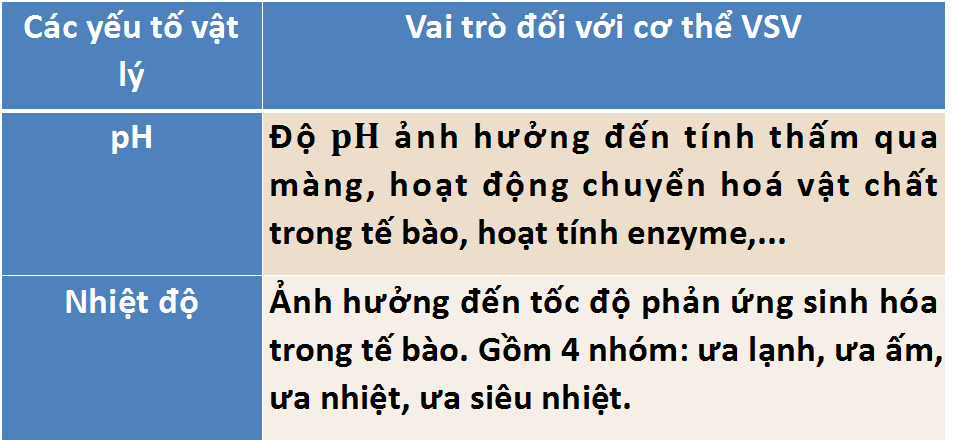 Các yếu tố vật
lý
Vai trò đối với cơ thể VSV
pH
Độ pH ảnh hưởng đến tính thấm qua
màng, hoạt động chuyển hoá vật chất
trong tế bào, hoạt tính enzyme,...
Nhiệt độ
Ảnh hưởng đến tốc độ phản ứng sinh hóa
trong tế bào. Gồm 4 nhóm: ưa lạnh, ưa ấm,
ưa nhiệt, ưa siêu nhiệt.